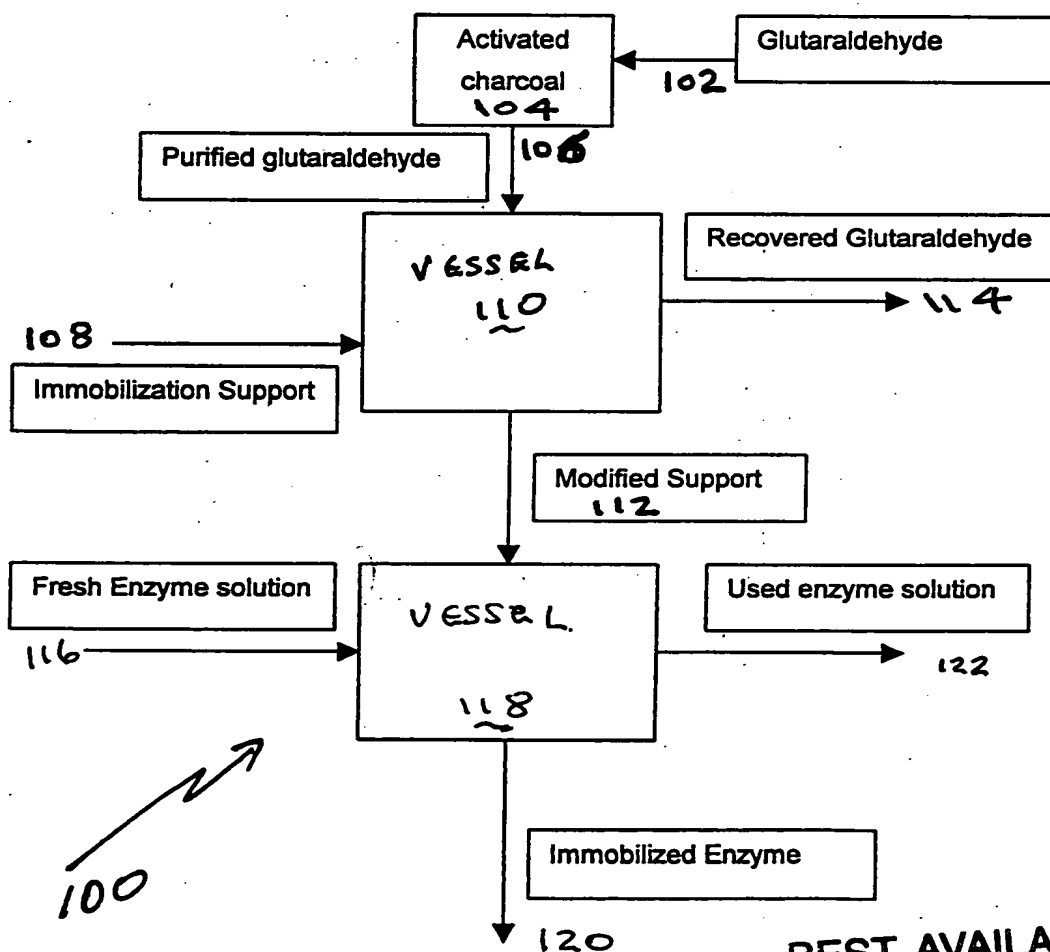 Activated
charcoal
104
Glutaraldehyde
102
106
Purified glutaraldehyde
VESSEL
110
Recovered Glutaraldehyde
114
108
Immobilization Support
Modified Support
112
Fresh Enzyme solution
116
VESSEL
118
Used enzyme solution
122
100
Immobilized Enzyme
120
BEST AVAILA